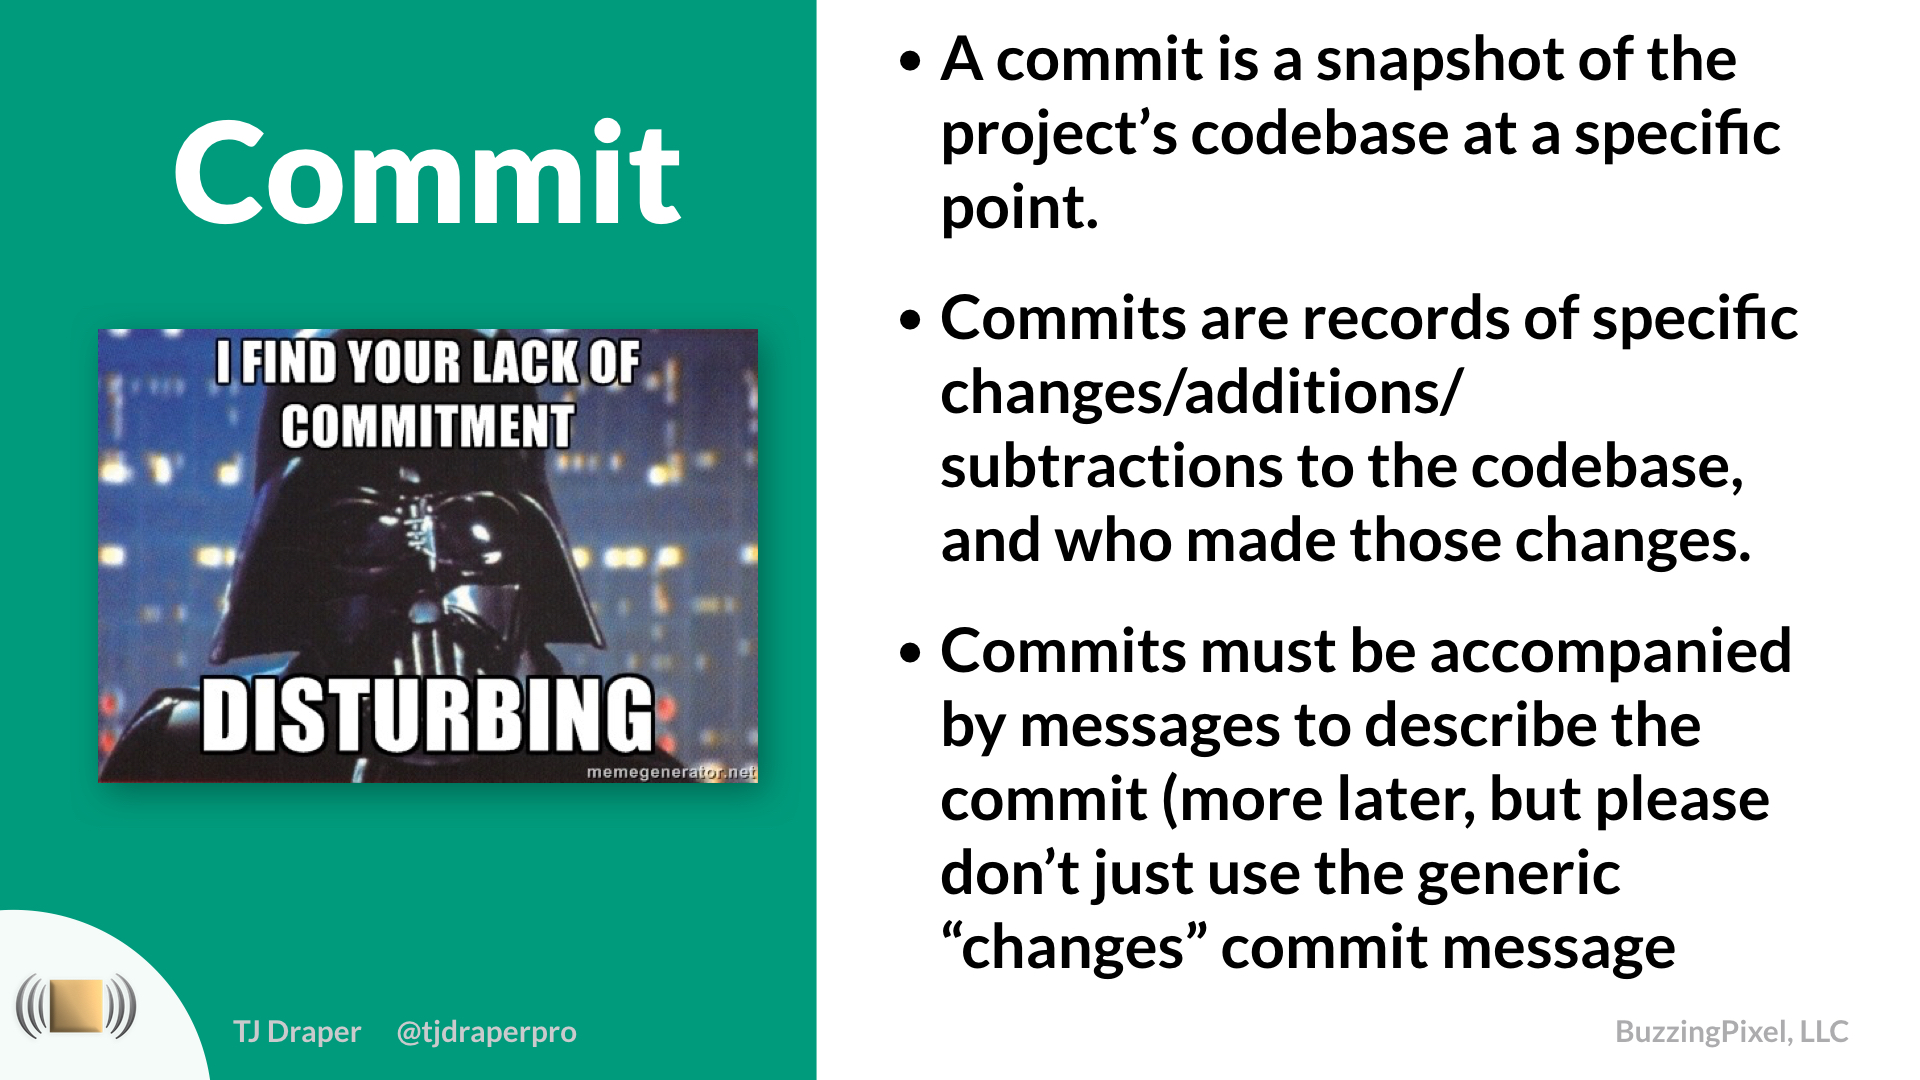 Commit
I FIND YOUR LACK OF
COMMITMENT
DISTURBING
memegenerator.net
TJ Draper @tjdraperpro
• A commit is a snapshot of the
project’s codebase at a specific
point.
• Commits are records of specific
changes/additions/
subtractions to the codebase,
and who made those changes.
• Commits must be accompanied
by messages to describe the
commit (more later, but please
don’t just use the generic
“changes” commit message
BuzzingPixel, LLC